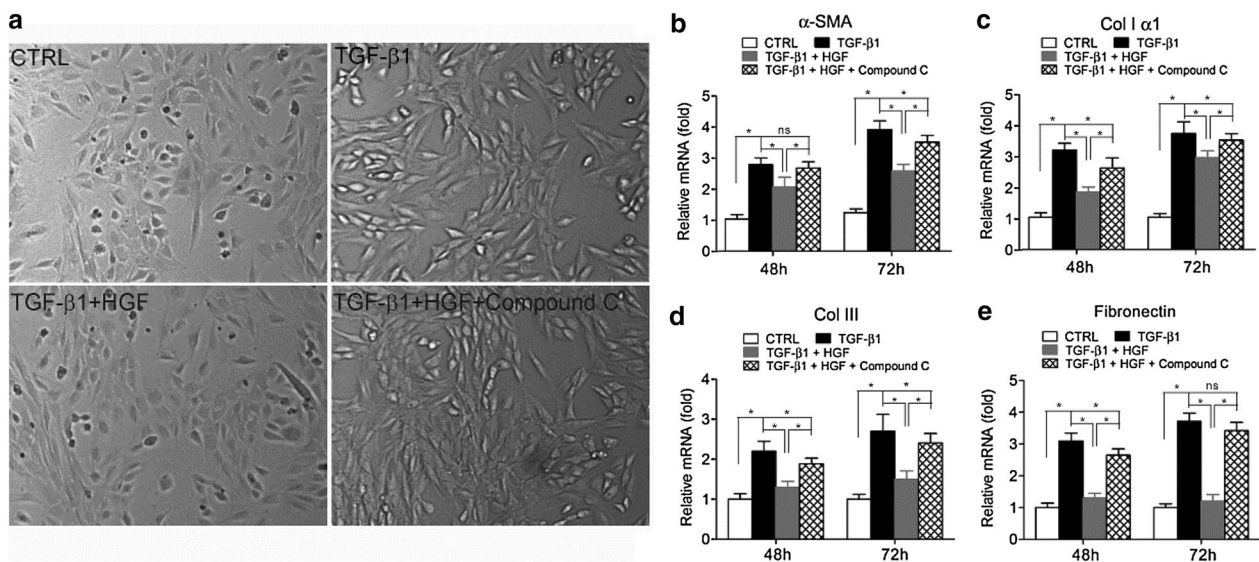 a
CTRL
TGF-β1
TGF-β1+HGF
TGF-β1+HGF+Compound C
b
α-SMA
CTRL TGF-β1
TGF-β1 + HGF
TGF-β1 + HGF + Compound C
Relative mRNA (fold)
5
4
3
2
1
0
* ns
* *
* *
* *
48h 72h
c
Col I α1
CTRL TGF-β1
TGF-β1 + HGF
TGF-β1 + HGF + Compound C
Relative mRNA (fold)
5
4
3
2
1
0
* *
* *
* *
* *
48h 72h
d
Col III
CTRL TGF-β1
TGF-β1 + HGF
TGF-β1 + HGF + Compound C
Relative mRNA (fold)
4
3
2
1
0
* *
* *
* *
* *
48h 72h
e
Fibronectin
CTRL TGF-β1
TGF-β1 + HGF
TGF-β1 + HGF + Compound C
Relative mRNA (fold)
5
4
3
2
1
0
* *
* *
* ns
* *
48h 72h